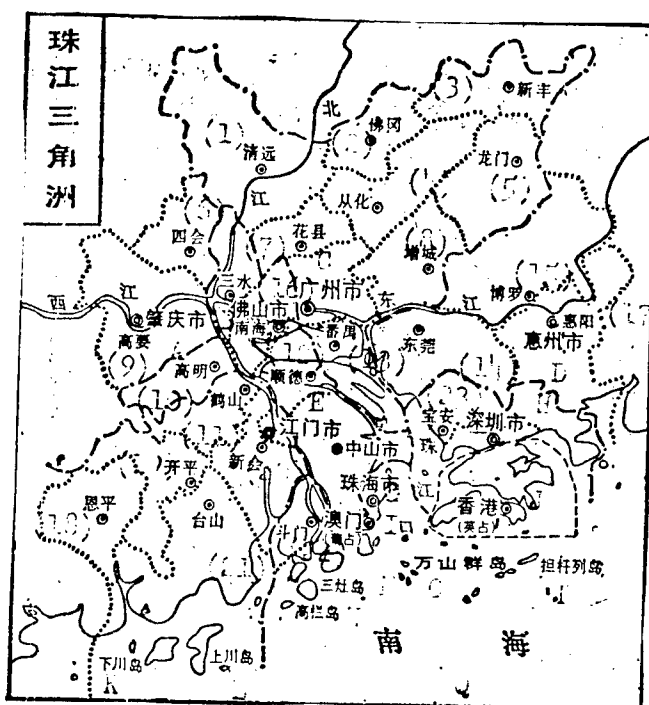 珠江三角洲
北
江
3
新丰
佛冈
1
清远
龙门
5
从化
四会
花县
增城
三水
广州市
东
江
博罗
惠阳
惠州市
西
江
肇庆市
高要
9
佛山市
南海
番禺
东莞
高明
顺德
鹤山
E
宝安
深圳市
江门市
中山市
珠
江
口
新会
开平
珠海市
香港
(英占)
恩平
台山
斗门
澳门
万山群岛
担杆列岛
三灶岛
高栏岛
南海
下川岛
上川岛
K